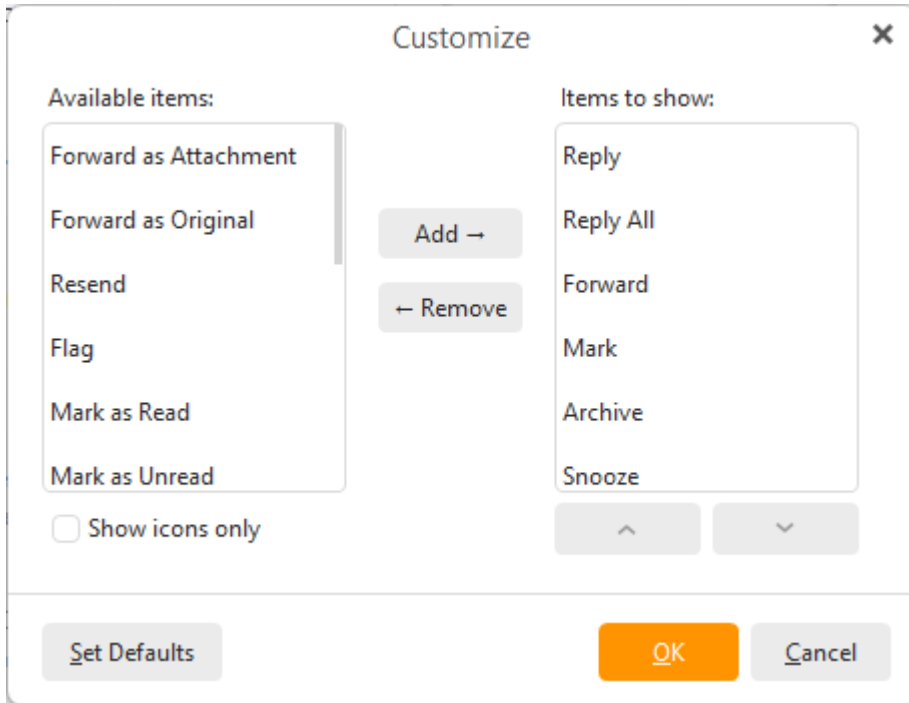 Customize
Available items:
Forward as Attachment
Forward as Original
Resend
Flag
Mark as Read
Mark as Unread
Show icons only
Add →
← Remove
Items to show:
Reply
Reply All
Forward
Mark
Archive
Snooze
Set Defaults
OK
Cancel